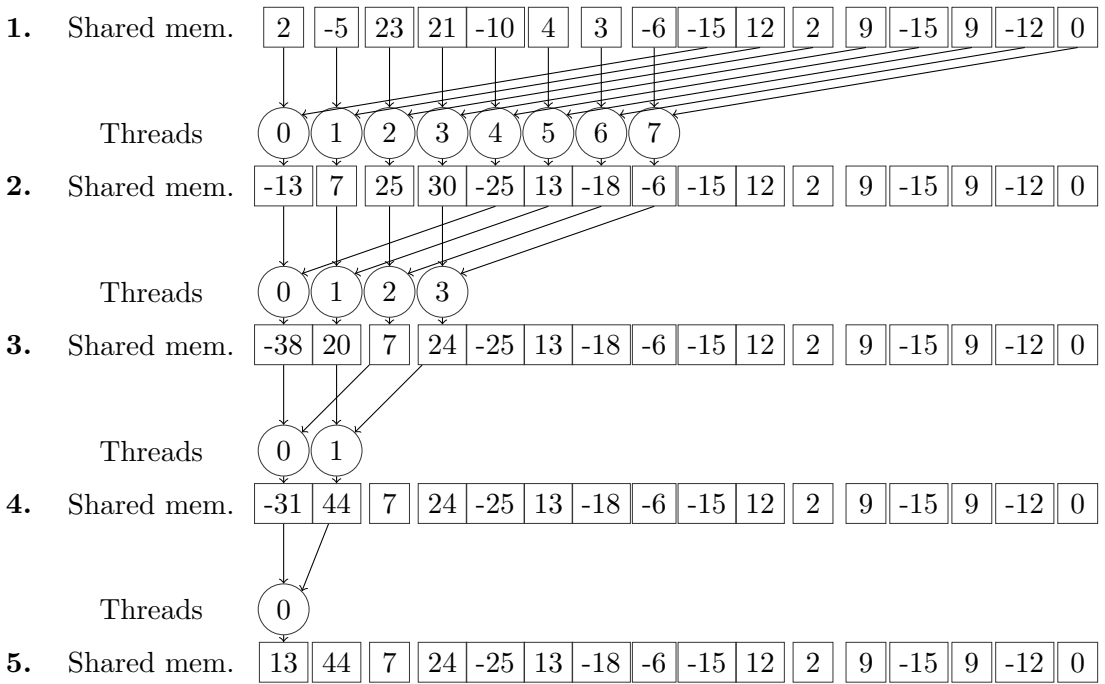 1. Shared mem. 2 -5 23 21 -10 4 3 -6 -15 12 2 9 -15 9 -12 0
Threads 0 1 2 3 4 5 6 7
2. Shared mem. -13 7 25 30 -25 13 -18 -6 -15 12 2 9 -15 9 -12 0
Threads 0 1 2 3
3. Shared mem. -38 20 7 24 -25 13 -18 -6 -15 12 2 9 -15 9 -12 0
Threads 0 1
4. Shared mem. -31 44 7 24 -25 13 -18 -6 -15 12 2 9 -15 9 -12 0
Threads 0
5. Shared mem. 13 44 7 24 -25 13 -18 -6 -15 12 2 9 -15 9 -12 0